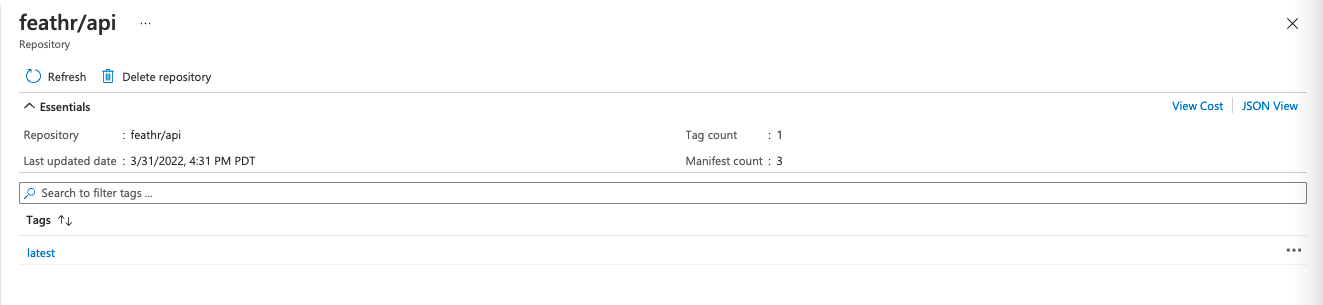 feathr/api ...
Repository
Refresh Delete repository
Essentials View Cost JSON View
Repository : feathr/api Tag count : 1
Last updated date : 3/31/2022, 4:31 PM PDT Manifest count : 3
Search to filter tags ...
Tags ↑↓
latest ...